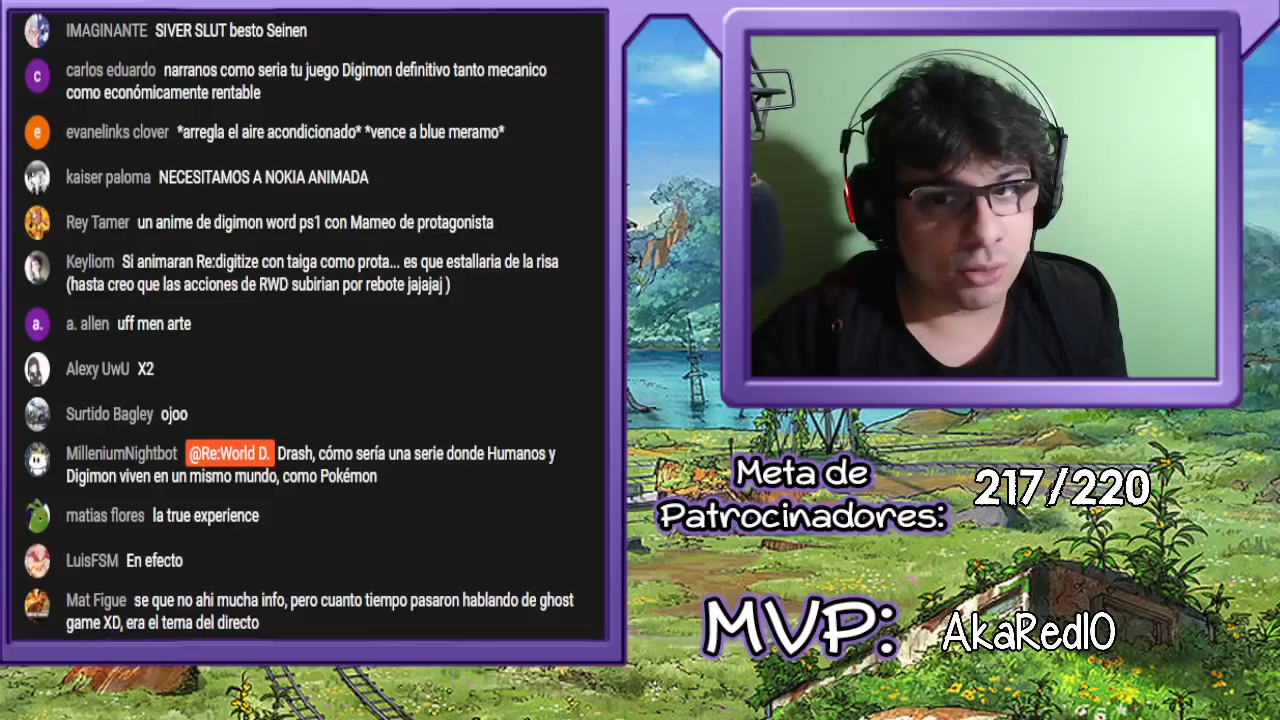 IMAGINANTE SIVER SLUT besto Seinen
c carlos eduardo narranos como seria tu juego Digimon definitivo tanto mecanico
como económicamente rentable
e evanelinks clover *arregla el aire acondicionado* *vence a blue meramo*
kaiser paloma NECESITAMOS A NOKIA ANIMADA
Rey Tamer un anime de digimon word ps1 con Mameo de protagonista
Keyliom Si animaran Re:digitize con taiga como prota... es que estallaria de la risa
(hasta creo que las acciones de RWD subirian por rebote jajajaj )
a. a. allen uff men arte
Alexy UwU X2
Surtido Bagley ojoo
MilleniumNightbot @Re:World D. Drash, cómo sería una serie donde Humanos y
Digimon viven en un mismo mundo, como Pokémon
matias flores la true experience
LuisFSM En efecto
Mat Figue se que no ahi mucha info, pero cuanto tiempo pasaron hablando de ghost
game XD, era el tema del directo
Meta de
Patrocinadores:
217/220
MVP:
AkaRed10